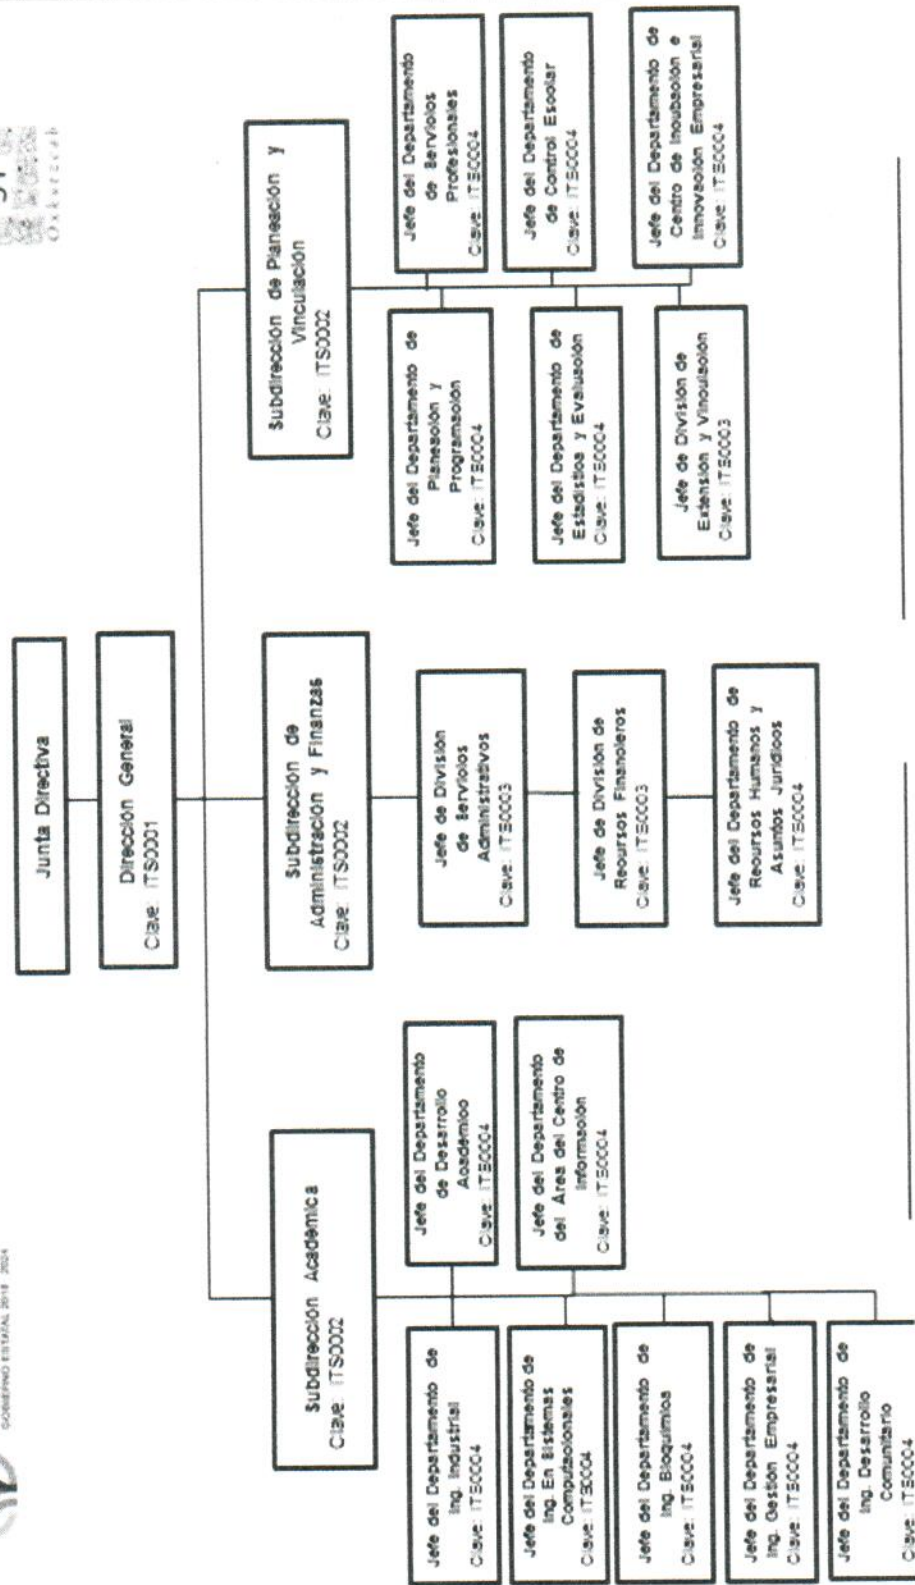 GOBIERNO ESTATAL 2018 2024
Oxkutzcab
Junta Directiva
Dirección General
Clave: ITS0001
Subdirección Académica
Clave: ITS0002
Subdirección de
Administración y Finanzas
Clave: ITS0002
Subdirección de Planeación y
Vinculación
Clave: ITS0002
Jefe del Departamento de
Ing. Industrial
Clave: ITS0004
Jefe del Departamento de
Ing. En Sistemas
Computacionales
Clave: ITS0004
Jefe del Departamento de
Ing. Bioquímica
Clave: ITS0004
Jefe del Departamento de
Ing. Gestion Empresarial
Clave: ITS0004
Jefe del Departamento de
Ing. Desarrollo
Comunitario
Clave: ITS0004
Jefe del Departamento
de Desarrollo
Académico
Clave: ITS0004
Jefe del Departamento
del Área del Centro de
Información
Clave: ITS0004
Jefe de División
de Servicios
Administrativos
Clave: ITS0003
Jefe de División de
Recursos Financieros
Clave: ITS0003
Jefe del Departamento de
Recursos Humanos y
Asuntos Jurídicos
Clave: ITS0004
Jefe del Departamento de
Planeación y
Programación
Clave: ITS0004
Jefe del Departamento de
Estadística y Evaluación
Clave: ITS0004
Jefe de División de
Extensión y Vinculación
Clave: ITS0003
Jefe del Departamento
de Servicios
Profesionales
Clave: ITS0004
Jefe del Departamento
de Control Escolar
Clave: ITS0004
Jefe del Departamento de
Centro de Incubación e
Innovación Empresarial
Clave: ITS0004